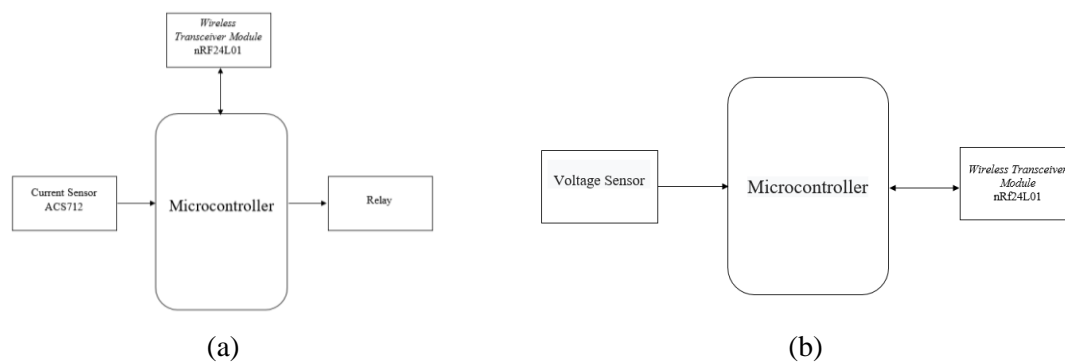 Wireless
Transceiver Module
nRF24L01
Current Sensor
ACS712
Microcontroller
Relay
(a)
Voltage Sensor
Microcontroller
Wireless Transceiver
Module
nRf24L01
(b)